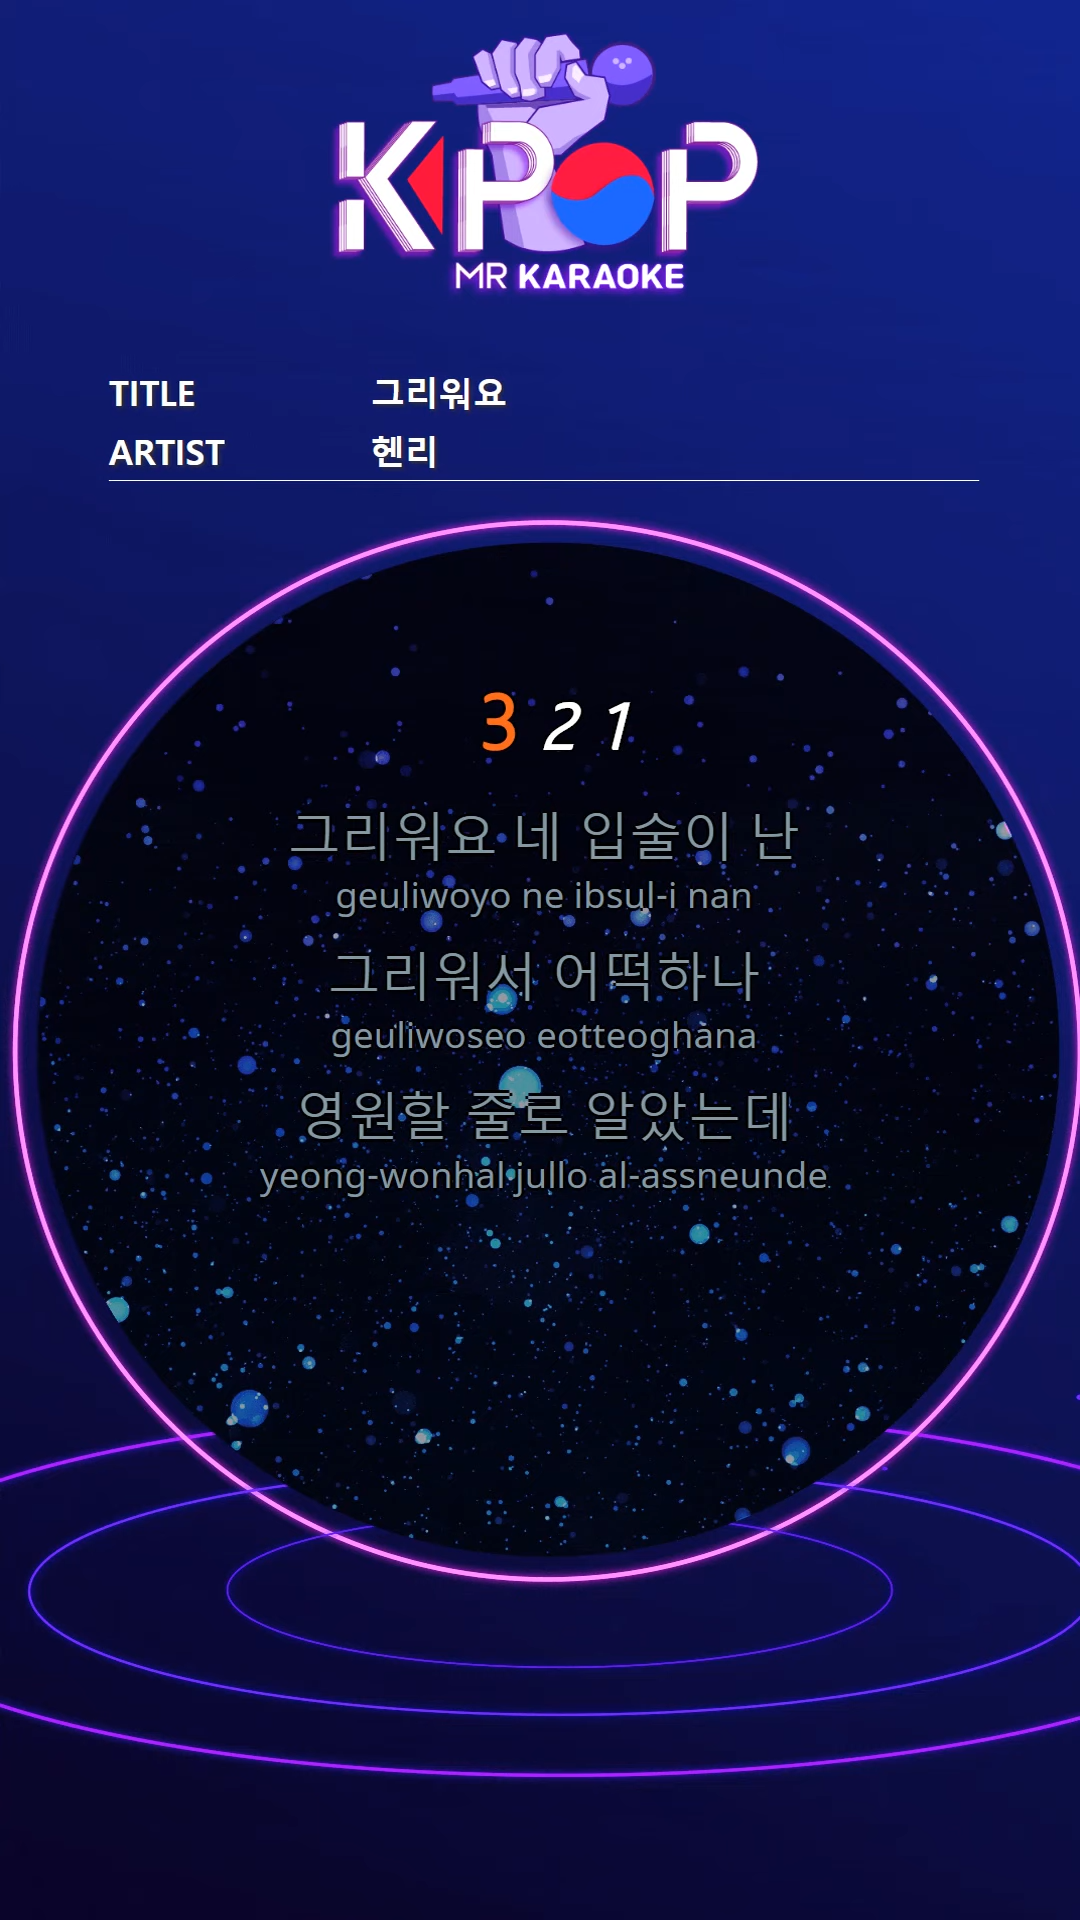 KPOP
MR KARAOKE
TITLE 그리워요
ARTIST 헨리
3 2 1
그리워요 네 입술이 난
geuliwoyo ne ibsul-i nan
그리워서 어떡하나
geuliwoseo eotteoghana
영원할 줄로 알았는데
yeong-wonhal jullo al-assneunde